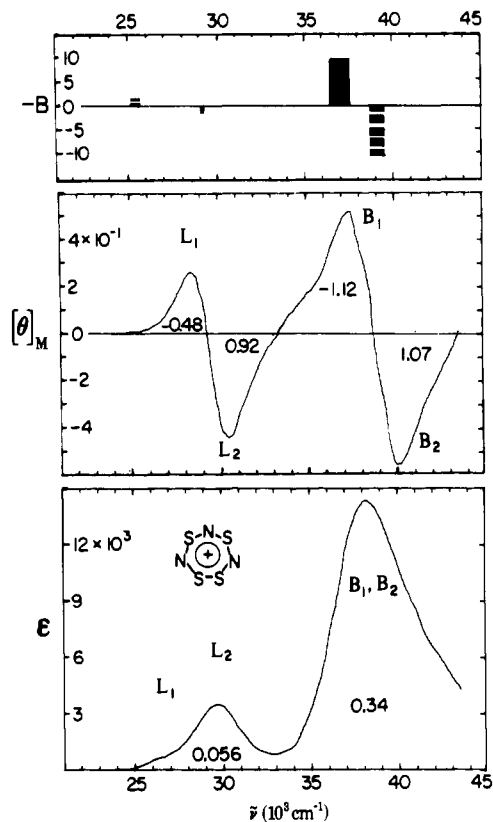 25 30 35 40 45
-B
10
5
0
-5
-10
4×10⁻¹
2
0
-2
-4
[θ]M
L₁
-0.48
0.92
L₂
-1.12
B₁
1.07
B₂
12 × 10³
9
6
3
ε
N
S S
N N
S S
+
L₁
L₂
0.056
B₁, B₂
0.34
25 30 35 40 45
ν̃ (10³ cm⁻¹)